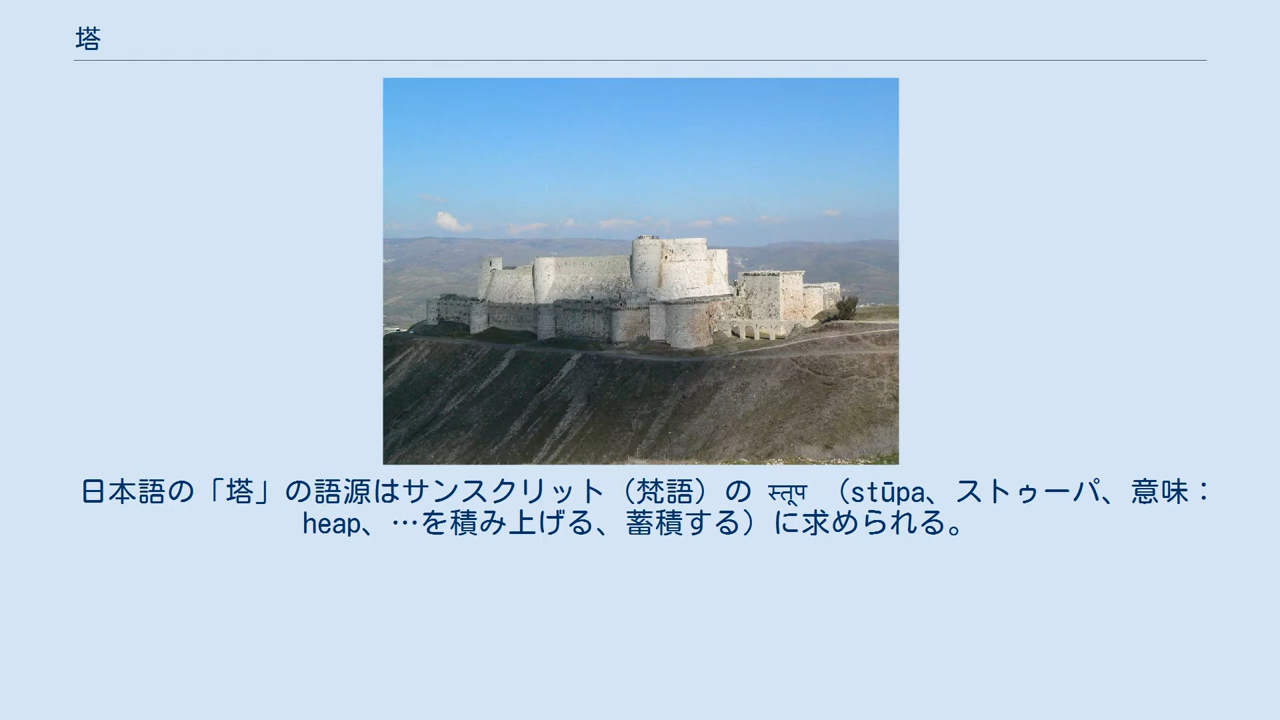 塔
日本語の「塔」の語源はサンスクリット（梵語）の स्तूप （stūpa、ストゥーパ、意味：
heap、…を積み上げる、蓄積する）に求められる。